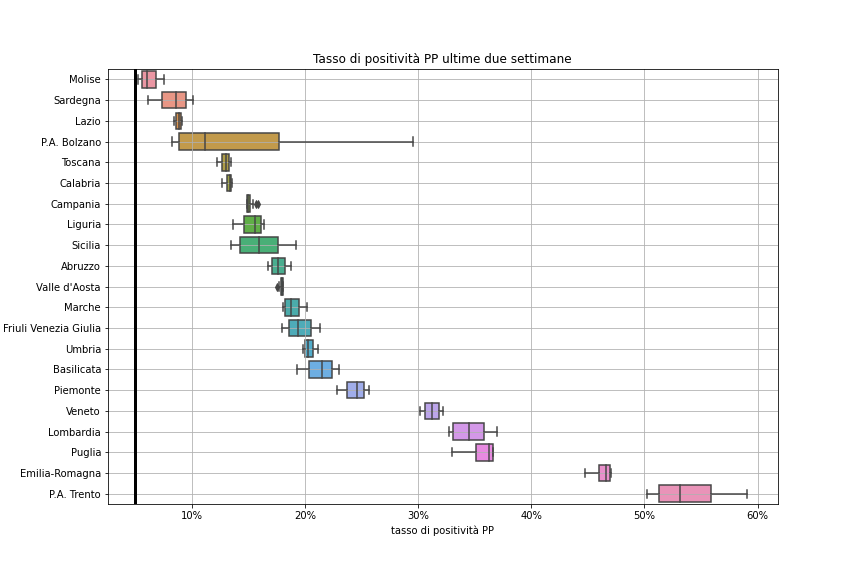 Tasso di positività PP ultime due settimane
Molise
Sardegna
Lazio
P.A. Bolzano
Toscana
Calabria
Campania
Liguria
Sicilia
Abruzzo
Valle d'Aosta
Marche
Friuli Venezia Giulia
Umbria
Basilicata
Piemonte
Veneto
Lombardia
Puglia
Emilia-Romagna
P.A. Trento
10% 20% 30% 40% 50% 60%
tasso di positività PP